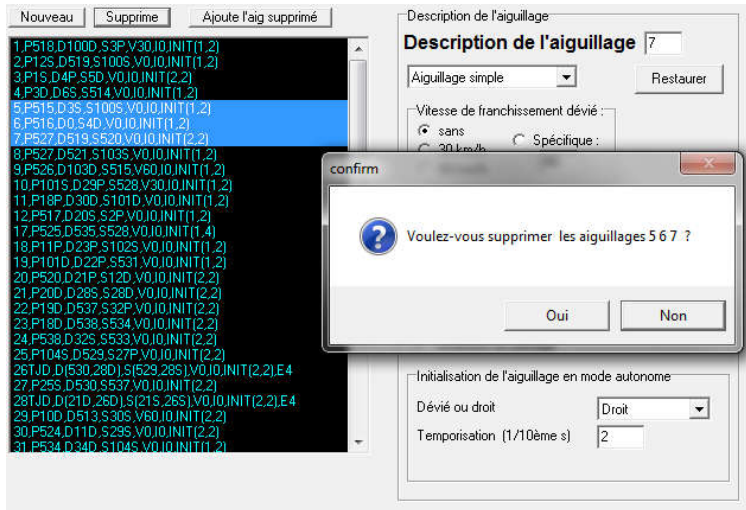 Nouveau Supprime Ajoute l'aig supprimé
1,P518,D100D,S3P,V30,I0,INIT(1,2)
2,P12S,D519,S100S,V0,I0,INIT(1,2)
3,P1S,D4P,S5D,V0,I0,INIT(2,2)
4,P3D,D6S,S514,V0,I0,INIT(1,2)
5,P515,D3S,S100S,V0,I0,INIT(1,2)
6,P516,D0,S4D,V0,I0,INIT(1,2)
7,P527,D519,S520,V0,I0,INIT(2,2)
8,P527,D521,S103S,V0,I0,INIT(1,2)
9,P526,D103D,S515,V60,I0,INIT(1,2)
10,P101S,D29P,S528,V30,I0,INIT(1,2)
11,P18P,D30D,S101D,V0,I0,INIT(1,2)
12,P517,D20S,S2P,V0,I0,INIT(1,2)
17,P525,D535,S528,V0,I0,INIT(1,4)
18,P11P,D23P,S102S,V0,I0,INIT(1,2)
19,P101D,D22P,S531,V0,I0,INIT(1,2)
20,P520,D21P,S12D,V0,I0,INIT(2,2)
21,P20D,D28S,S28D,V0,I0,INIT(2,2)
22,P19D,D537,S32P,V0,I0,INIT(2,2)
23,P18D,D538,S534,V0,I0,INIT(2,2)
24,P538,D32S,S533,V0,I0,INIT(2,2)
25,P104S,D529,S27P,V0,I0,INIT(2,2)
26TJD,D(530,28D),S(529,28S),V0,I0,INIT(2,2),E4
27,P25S,D530,S537,V0,I0,INIT(2,2)
28TJD,D(21D,26D),S(21S,26S),V0,I0,INIT(2,2),E4
29,P10D,D513,S30S,V60,I0,INIT(2,2)
30,P524,D11D,S29S,V0,I0,INIT(2,2)
31,P534,D34D,S104S,V0,I0,INIT(1,2)
Description de l'aiguillage
Description de l'aiguillage 7
Aiguillage simple Restaurer
Vitesse de franchissement dévié :
sans
30 km/h Spécifique :
confirm
Voulez-vous supprimer les aiguillages 5 6 7 ?
Oui Non
Initialisation de l'aiguillage en mode autonome
Dévié ou droit Droit
Temporisation (1/10ème s) 2